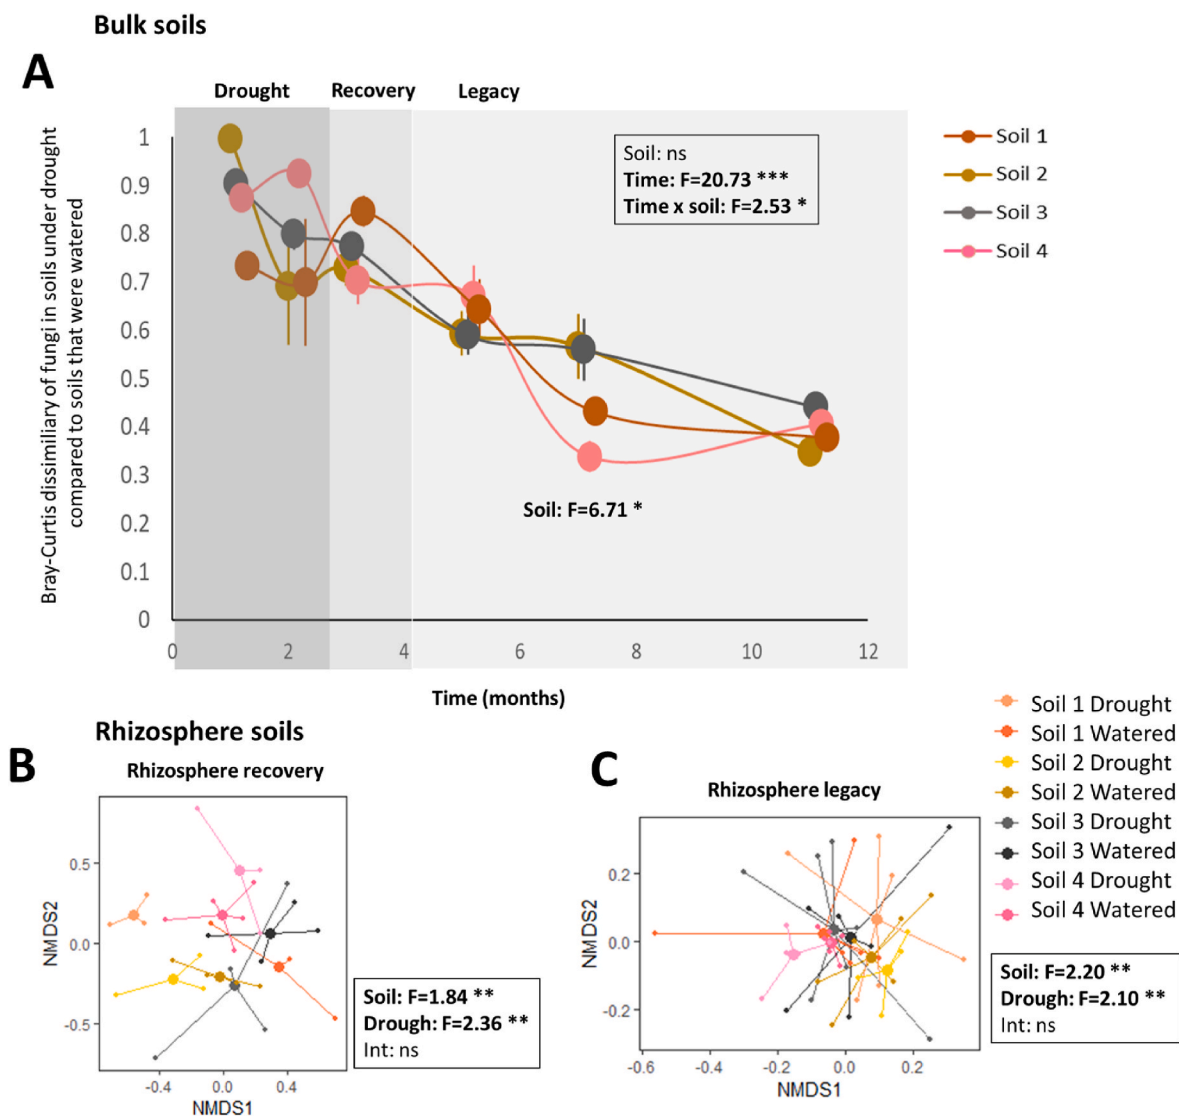 Bulk soils
A
Drought
Recovery
Legacy
Bray-Curtis dissimiliary of fungi in soils under drought
compared to soils that were watered
1
0.9
0.8
0.7
0.6
0.5
0.4
0.3
0.2
0.1
0
Soil: ns
Time: F=20.73 ***
Time x soil: F=2.53 *
Soil: F=6.71 *
0
2
4
6
8
10
12
Time (months)
Soil 1
Soil 2
Soil 3
Soil 4
Rhizosphere soils
B
Rhizosphere recovery
NMDS2
0.5
0.0
-0.5
-0.4
0.0
0.4
NMDS1
Soil: F=1.84 **
Drough: F=2.36 **
Int: ns
C
Rhizosphere legacy
NMDS2
0.2
0.0
-0.2
-0.6
-0.4
-0.2
0.0
0.2
NMDS1
Soil 1 Drought
Soil 1 Watered
Soil 2 Drought
Soil 2 Watered
Soil 3 Drought
Soil 3 Watered
Soil 4 Drought
Soil 4 Watered
Soil: F=2.20 **
Drough: F=2.10 **
Int: ns